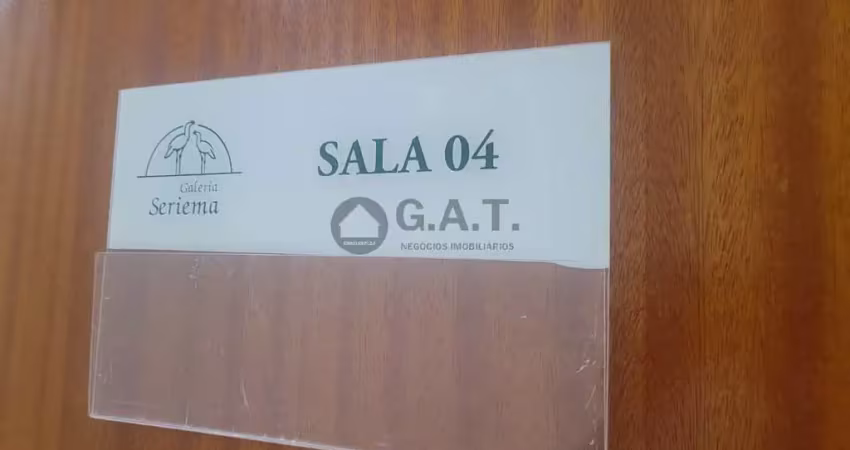 SALA 04
Galeria
Seriema
G.A.T.
NEGÓCIOS IMOBILIÁRIOS